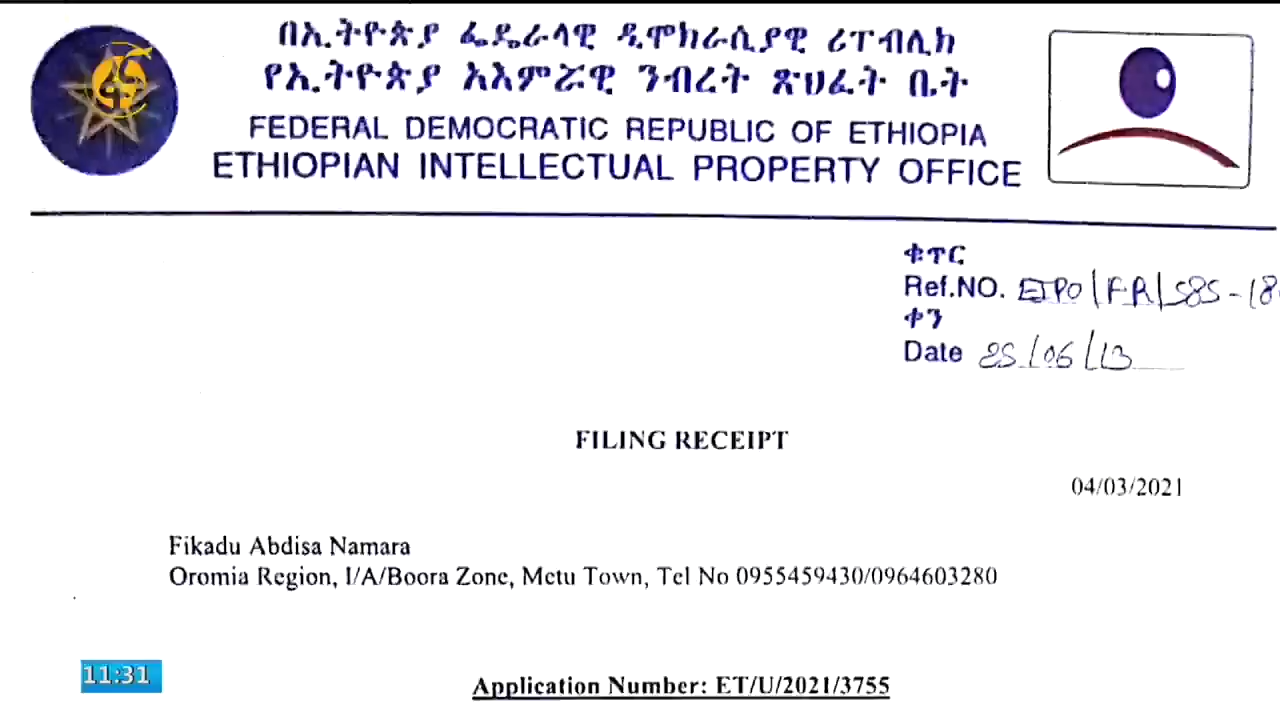 በኢትዮጵያ ፌዴራላዊ ዲሞክራሲያዊ ሪፐብሊክ
የኢትዮጵያ አእምሯዊ ንብረት ጽህፈት ቤት
FEDERAL DEMOCRATIC REPUBLIC OF ETHIOPIA
ETHIOPIAN INTELLECTUAL PROPERTY OFFICE
ቁጥር
Ref.NO. EIPO/FR/585-18
ቀን
Date 25/06/13
FILING RECEIPT
04/03/2021
Fikadu Abdisa Namara
Oromia Region, I/A/Boora Zone, Metu Town, Tel No 0955459430/0964603280
11:31
Application Number: ET/U/2021/3755